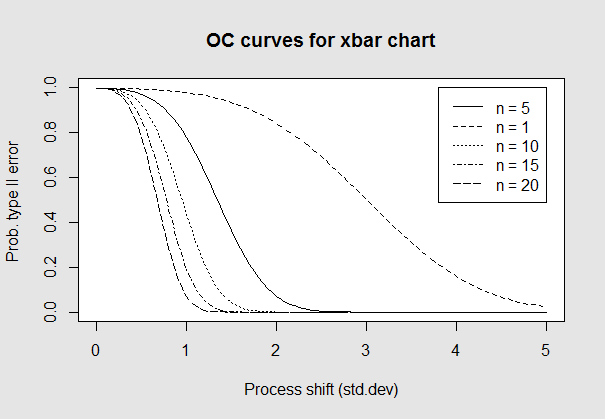 OC curves for xbar chart
Prob. type II error
1.0
0.8
0.6
0.4
0.2
0.0
n = 5
n = 1
n = 10
n = 15
n = 20
0 1 2 3 4 5
Process shift (std.dev)